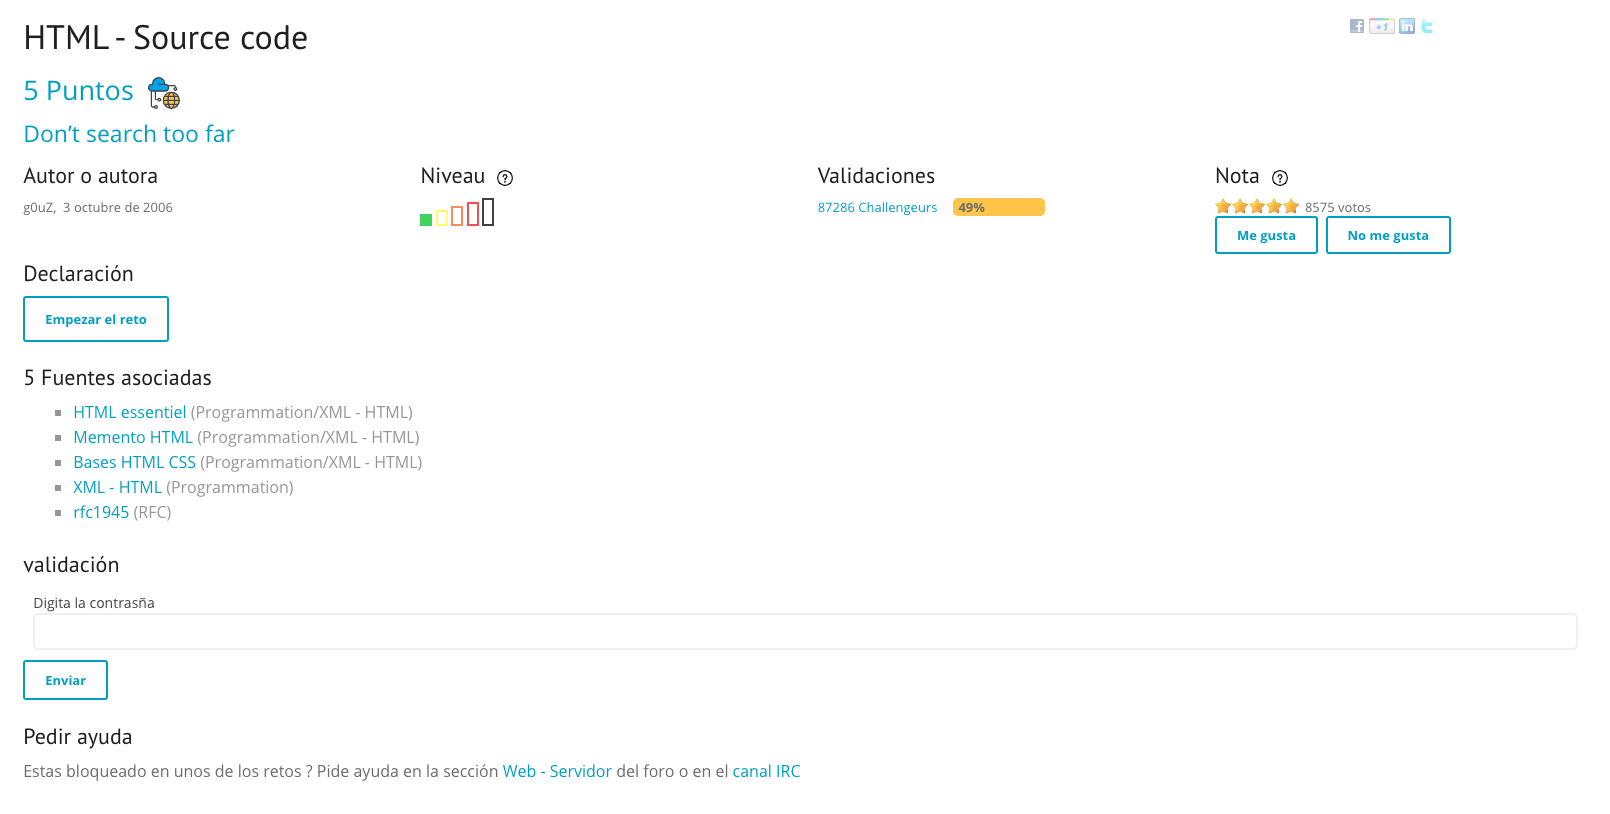 HTML - Source code
5 Puntos
Don't search too far
Autor o autora
g0uZ,  3 octubre de 2006
Niveau
Validaciones
87286 Challengeurs 49%
Nota
8575 votos
Me gusta No me gusta
Declaración
Empezar el reto
5 Fuentes asociadas
HTML essentiel (Programmation/XML - HTML)
Memento HTML (Programmation/XML - HTML)
Bases HTML CSS (Programmation/XML - HTML)
XML - HTML (Programmation)
rfc1945 (RFC)
validación
Digita la contrasña
Enviar
Pedir ayuda
Estas bloqueado en unos de los retos ? Pide ayuda en la sección Web - Servidor del foro o en el canal IRC